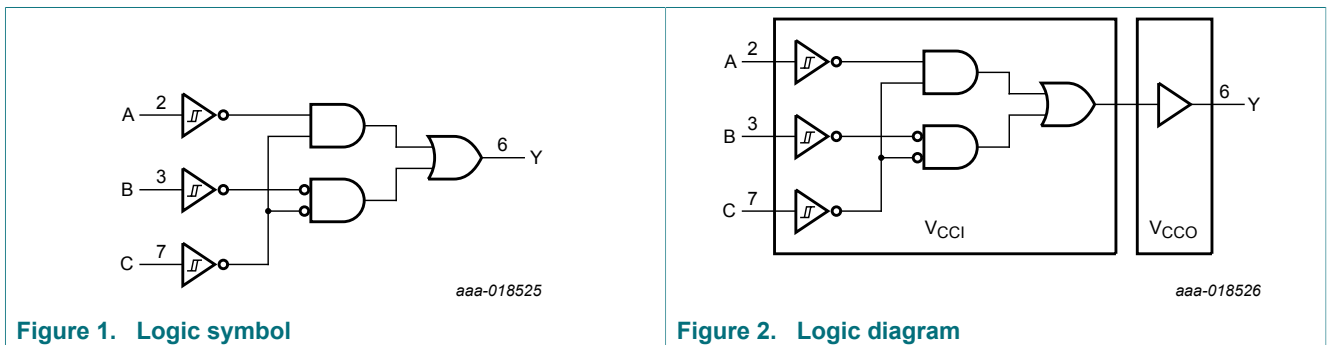 A 2
B 3
C 7
6 Y
aaa-018525
Figure 1. Logic symbol
A 2
B 3
C 7
VCCI
VCCO
6 Y
aaa-018526
Figure 2. Logic diagram